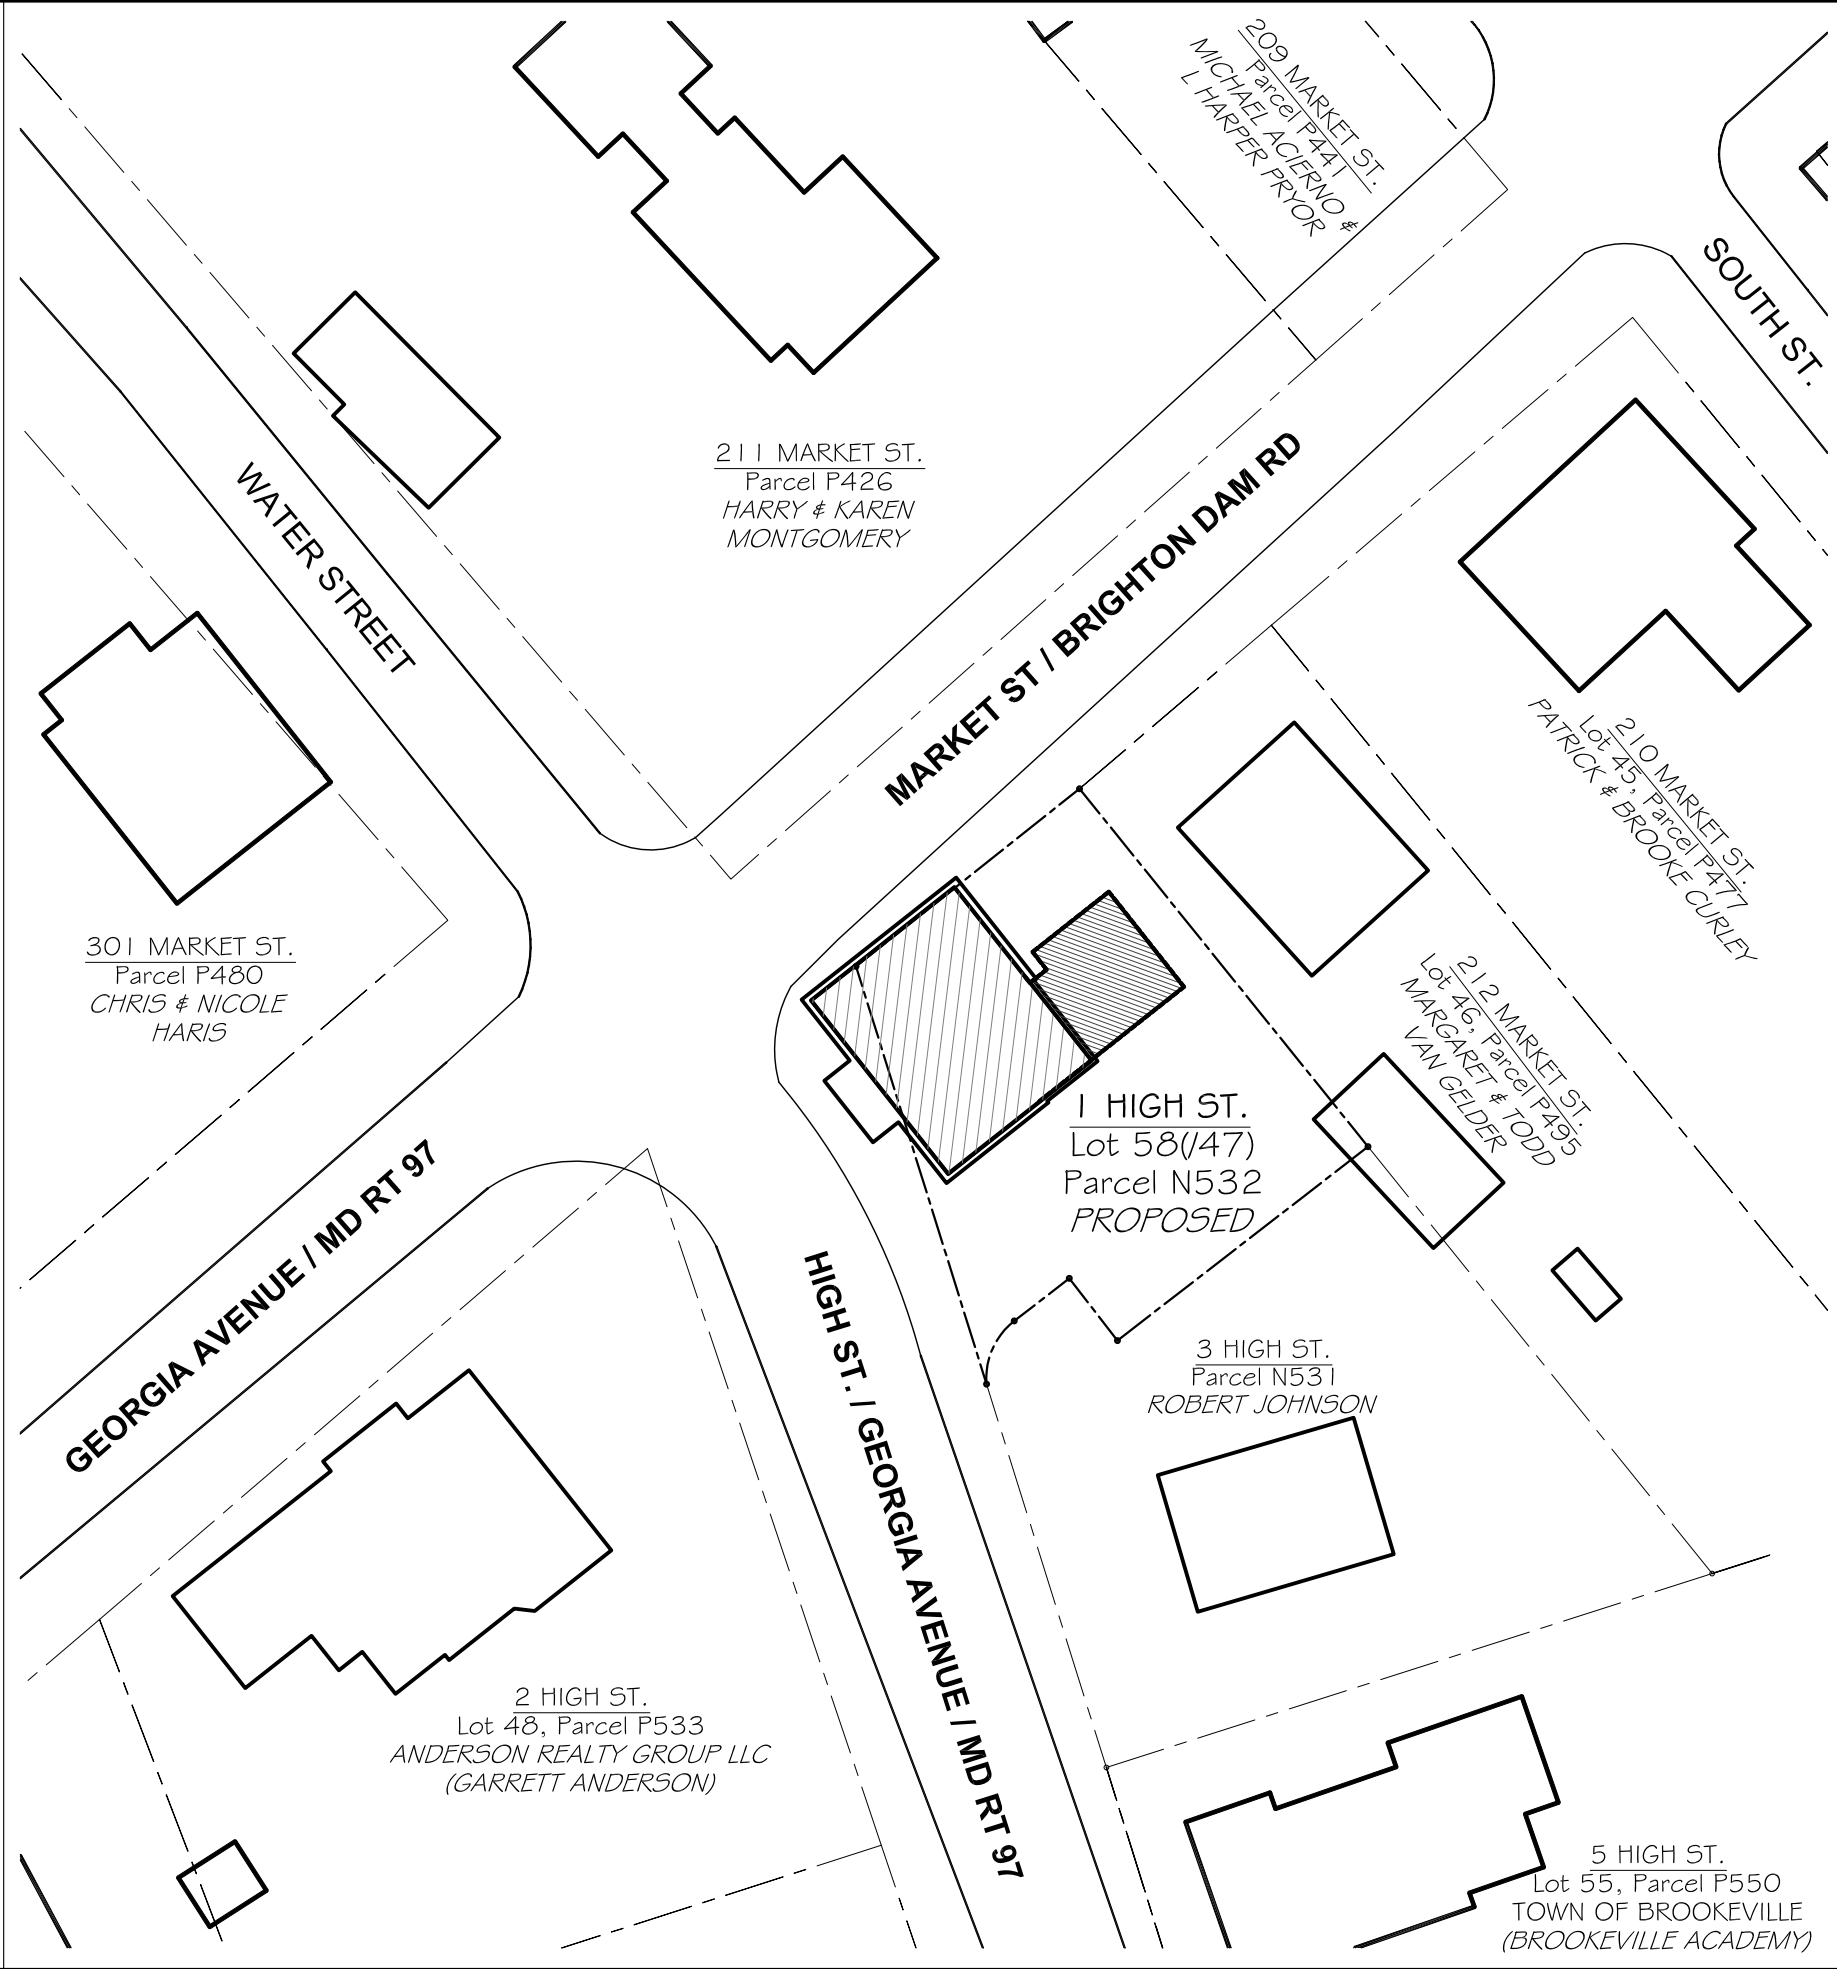 209 MARKET ST.
Parcel P441
MICHAEL ACIERNO &
L HARPER PRYOR
SOUTH ST.
211 MARKET ST.
Parcel P426
HARRY & KAREN
MONTGOMERY
WATER STREET
MARKET ST / BRIGHTON DAM RD
210 MARKET ST.
Lot 45, Parcel P477
PATRICK & BROOKE CURLEY
301 MARKET ST.
Parcel P480
CHRIS & NICOLE
HARIS
212 MARKET ST.
Lot 46, Parcel P495
MARGARET & TODD
VAN GELDER
1 HIGH ST.
Lot 58(/47)
Parcel N532
PROPOSED
GEORGIA AVENUE / MD RT 97
HIGH ST. / GEORGIA AVENUE / MD RT 97
3 HIGH ST.
Parcel N531
ROBERT JOHNSON
2 HIGH ST.
Lot 48, Parcel P533
ANDERSON REALTY GROUP LLC
(GARRETT ANDERSON)
5 HIGH ST.
Lot 55, Parcel P550
TOWN OF BROOKEVILLE
(BROOKEVILLE ACADEMY)